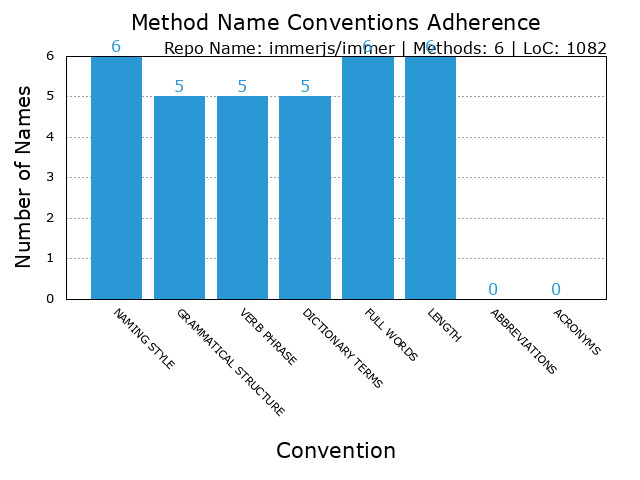 Method Name Conventions Adherence
Repo Name: immerjs/immer | Methods: 6 | LoC: 1082
Number of Names
6
5
4
3
2
1
0
6
5
5
5
6
6
0
0
NAMING STYLE
GRAMMATICAL STRUCTURE
VERB PHRASE
DICTIONARY TERMS
FULL WORDS
LENGTH
ABBREVIATIONS
ACRONYMS
Convention